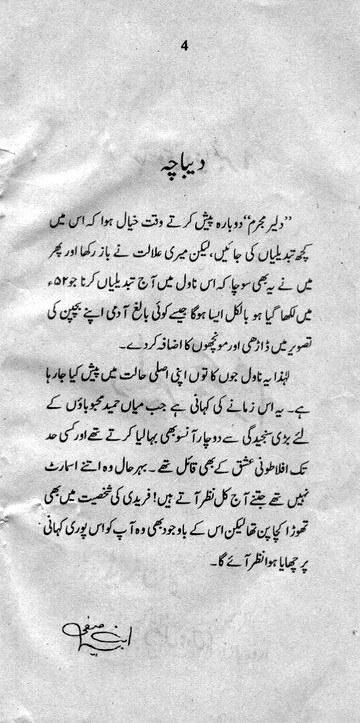 4
دیباچہ
’’دلیر مجرم‘‘ دوبارہ پیش کرتے وقت خیال ہوا کہ اس میں
کچھ تبدیلیاں کی جائیں، لیکن میری علالت نے باز رکھا اور پھر
میں نے یہ بھی سوچا کہ اس ناول میں آج تبدیلیاں کرنا جو ۵۲ء
میں لکھا گیا ہو بالکل ایسا ہوگا جیسے کوئی بالغ آدمی اپنے بچپن کی
تصویر میں داڑھی اور مونچھوں کا اضافہ کر دے۔
لہٰذا یہ ناول جوں کا توں اپنی اصلی حالت میں پیش کیا جا رہا
ہے۔ یہ اس زمانے کی کہانی ہے جب میاں حمید محبوباؤں کے
لئے بڑی سنجیدگی سے دو چار آنسو بھی بہا لیا کرتے تھے اور کسی حد
تک افلاطونی عشق کے بھی قائل تھے۔ بہر حال وہ اتنے اسمارٹ
نہیں تھے جتنے آج کل نظر آتے ہیں! فریدی کی شخصیت میں بھی
تھوڑا کچا پن تھا لیکن اس کے باوجود بھی وہ آپ کو اس پوری کہانی
پر چھایا ہوا نظر آئے گا۔
ابن صفی